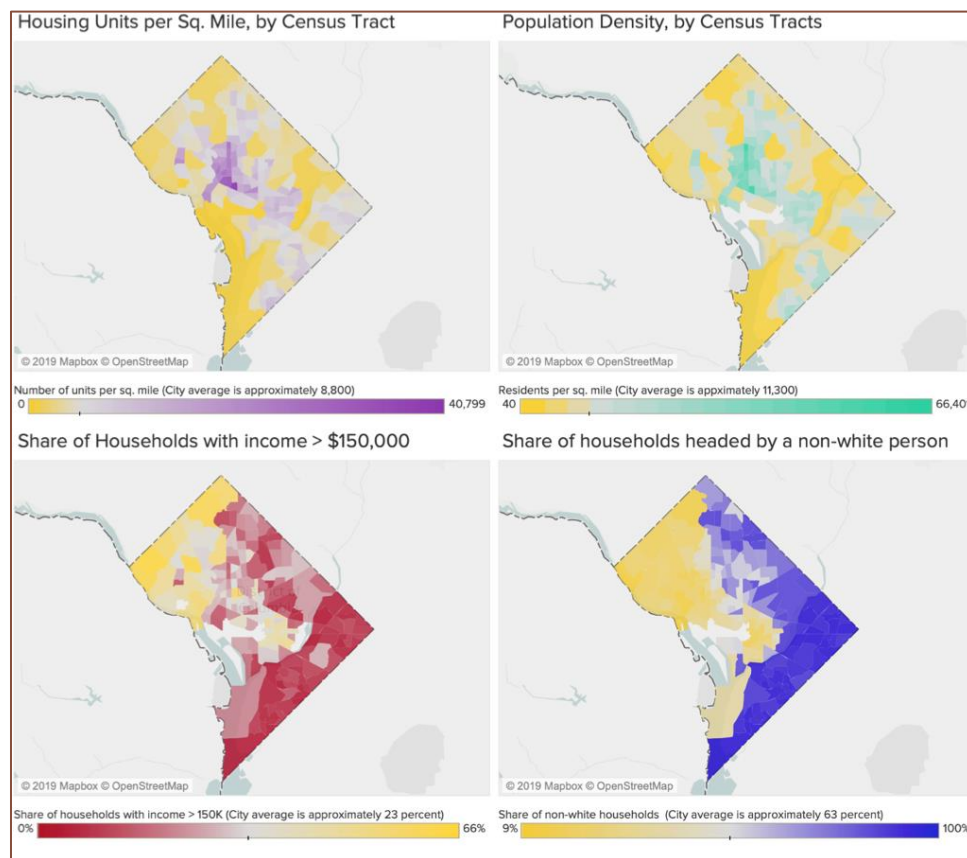 Housing Units per Sq. Mile, by Census Tract
© 2019 Mapbox © OpenStreetMap
Number of units per sq. mile (City average is approximately 8,800)
0 40,799
Population Density, by Census Tracts
© 2019 Mapbox © OpenStreetMap
Residents per sq. mile (City average is appoximately 11,300)
40 66,40
Share of Households with income > $150,000
© 2019 Mapbox © OpenStreetMap
Share of households with income > 150K (City average is approximately 23 percent)
0% 66%
Share of households headed by a non-white person
© 2019 Mapbox © OpenStreetMap
Share of non-white households (City average is approximately 63 percent)
9% 100%